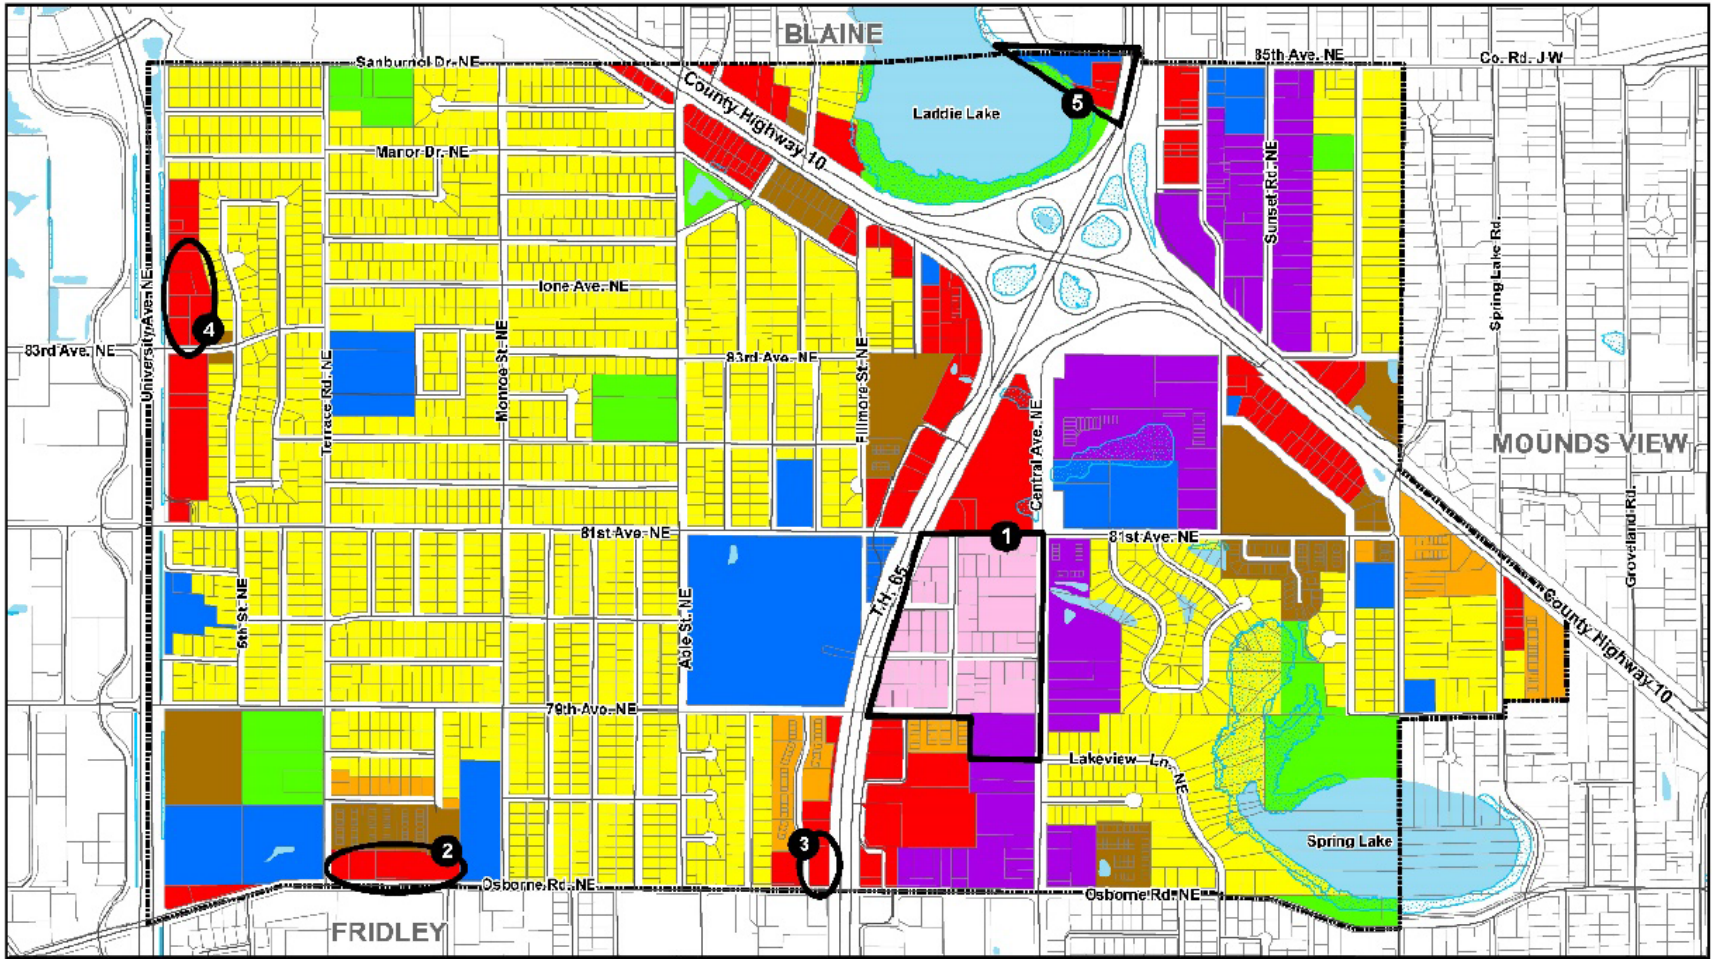 BLAINE
Sanburnol Dr. NE
85th Ave. NE
Co. Rd. J W
County Highway 10
Laddie Lake
5
Manor Dr. NE
Sunset Rd. NE
Spring Lake Rd.
University Ave. NE
Ione Ave. NE
4
83rd Ave. NE
83rd Ave. NE
Terrace Rd. NE
Monroe St. NE
Fillmore St. NE
Central Ave. NE
MOUNDS VIEW
Groveland Rd.
81st Ave. NE
1
81st Ave. NE
T.H. 65
5th St. NE
Able St. NE
County Highway 10
79th Ave. NE
Lakeview Ln. NE
2
3
Spring Lake
Osborne Rd. NE
Osborne Rd. NE
FRIDLEY